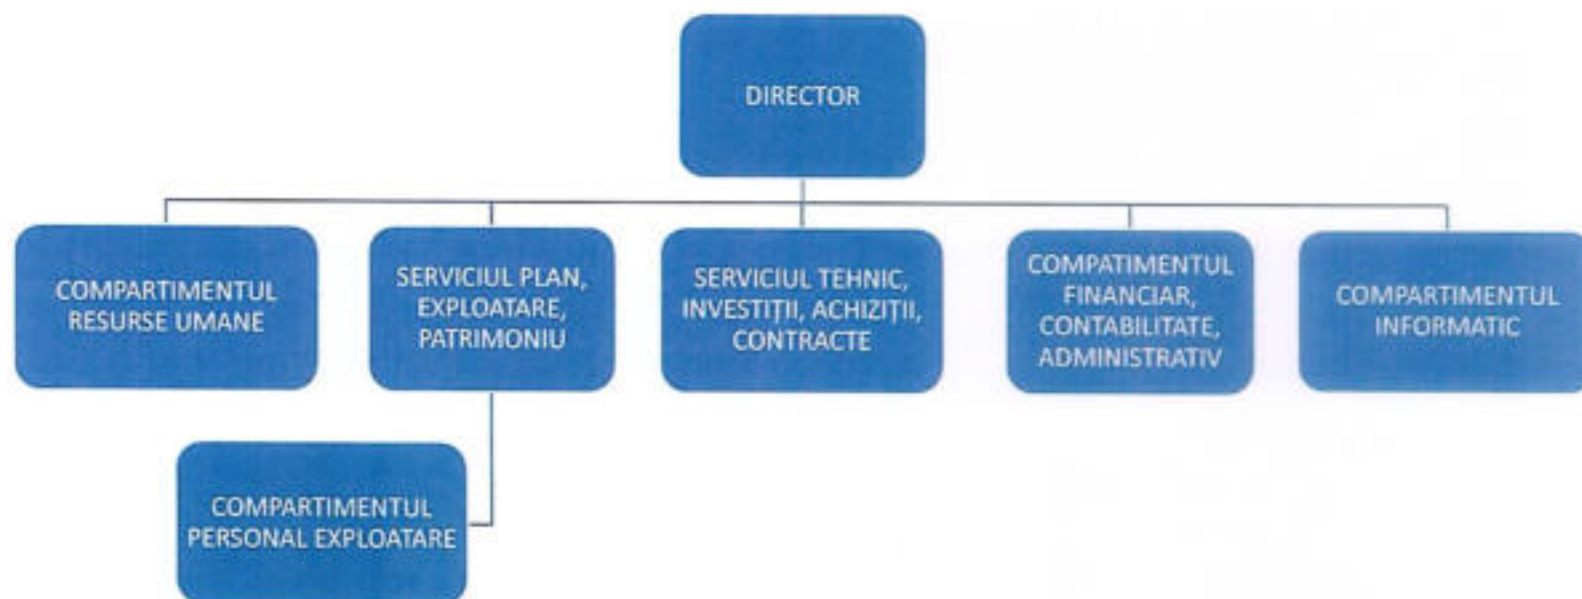 DIRECTOR
COMPARTIMENTUL
RESURSE UMANE
SERVICIUL PLAN,
EXPLOATARE,
PATRIMONIU
SERVICIUL TEHNIC,
INVESTIȚII, ACHIZIȚII,
CONTRACTE
COMPATIMENTUL
FINANCIAR,
CONTABILITATE,
ADMINISTRATIV
COMPARTIMENTUL
INFORMATIC
COMPARTIMENTUL
PERSONAL EXPLOATARE